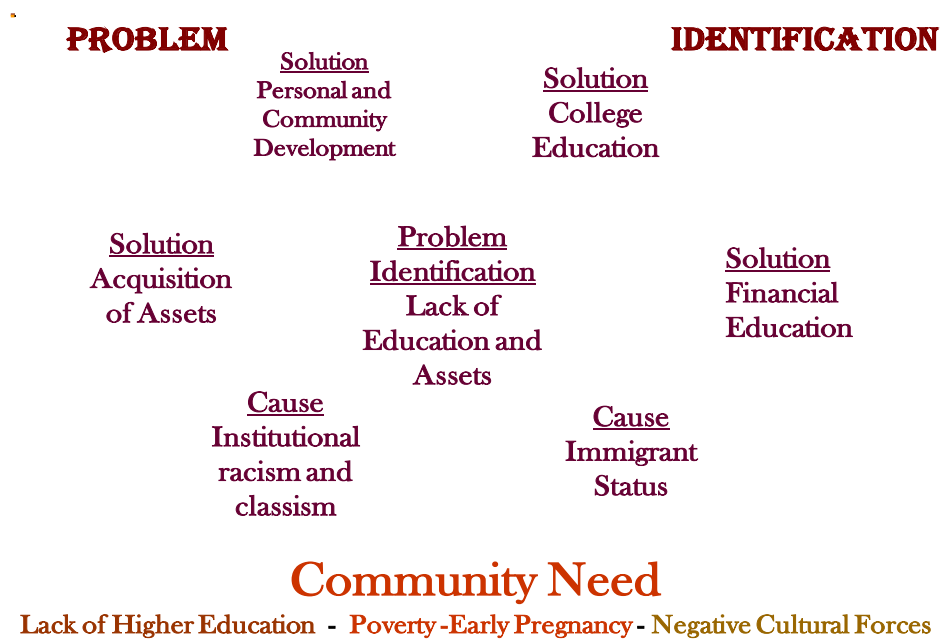 PROBLEM IDENTIFICATION
Solution
Personal and
Community
Development
Solution
College
Education
Solution
Acquisition
of Assets
Problem
Identification
Lack of
Education and
Assets
Solution
Financial
Education
Cause
Institutional
racism and
classism
Cause
Immigrant
Status
Community Need
Lack of Higher Education - Poverty -Early Pregnancy - Negative Cultural Forces